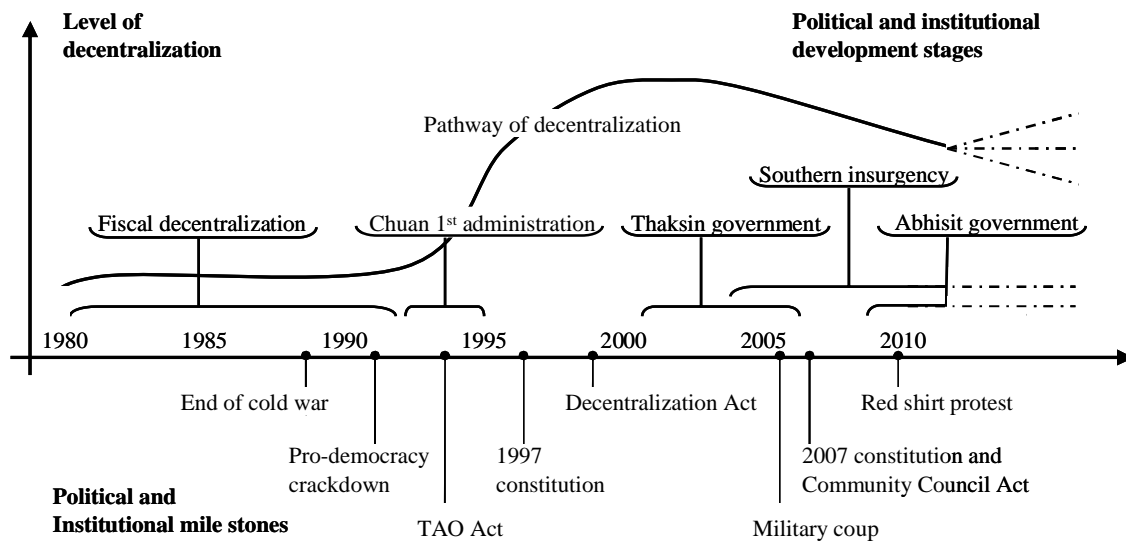 Level of
decentralization
Political and institutional
development stages
Pathway of decentralization
Southern insurgency
Fiscal decentralization
Chuan 1st administration
Thaksin government
Abhisit government
1980 1985 1990 1995 2000 2005 2010
End of cold war
Decentralization Act
Red shirt protest
Pro-democracy
crackdown
1997
constitution
2007 constitution and
Community Council Act
Political and
Institutional mile stones
TAO Act
Military coup